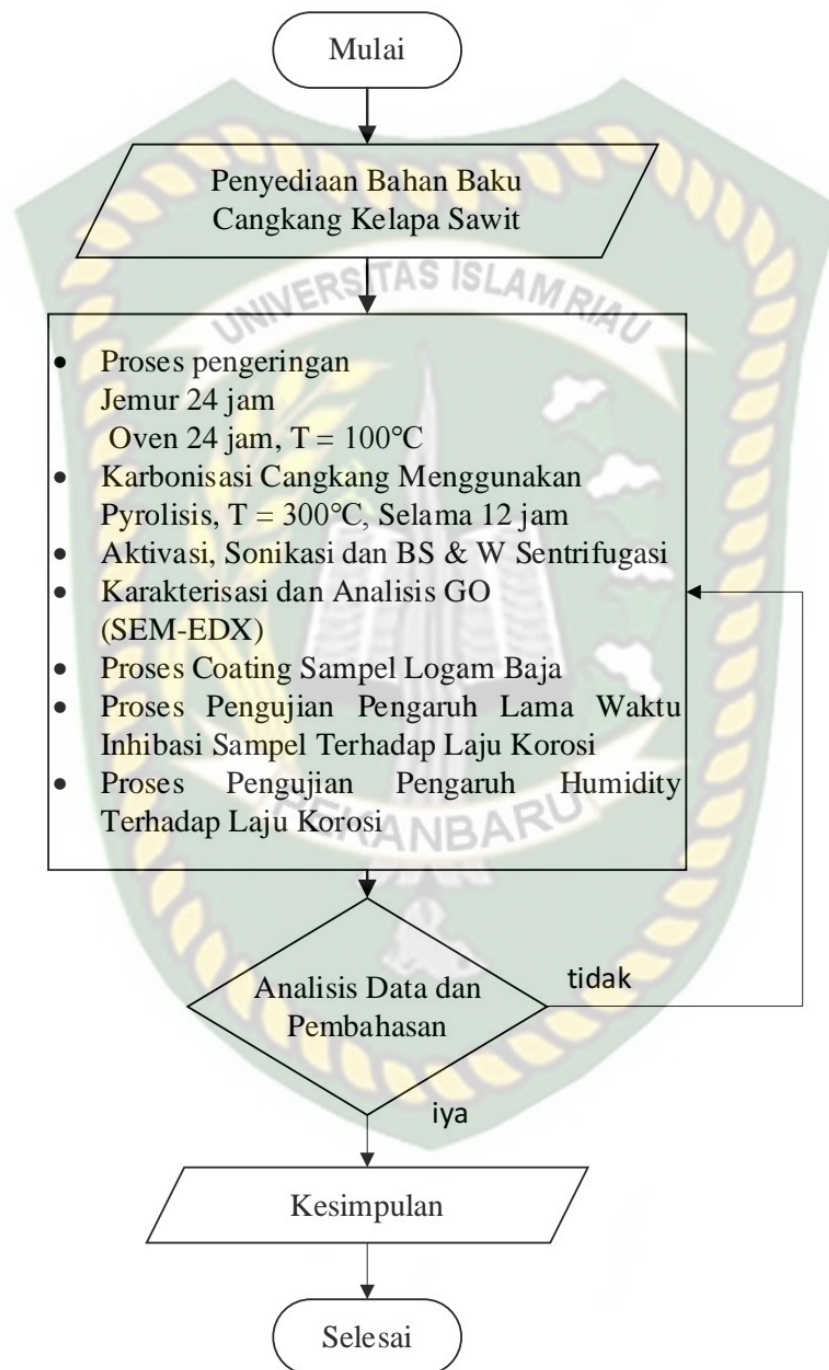 Mulai
Penyediaan Bahan Baku
Cangkang Kelapa Sawit
UNIVERSITAS ISLAM RIAU
• Proses pengeringan
Jemur 24 jam
Oven 24 jam, T = 100°C
• Karbonisasi Cangkang Menggunakan
Pyrolisis, T = 300°C, Selama 12 jam
• Aktivasi, Sonikasi dan BS & W Sentrifugasi
• Karakterisasi dan Analisis GO
(SEM-EDX)
• Proses Coating Sampel Logam Baja
• Proses Pengujian Pengaruh Lama Waktu
Inhibasi Sampel Terhadap Laju Korosi
• Proses Pengujian Pengaruh Humidity
Terhadap Laju Korosi
PEKANBARU
Analisis Data dan
Pembahasan
tidak
iya
Kesimpulan
Selesai